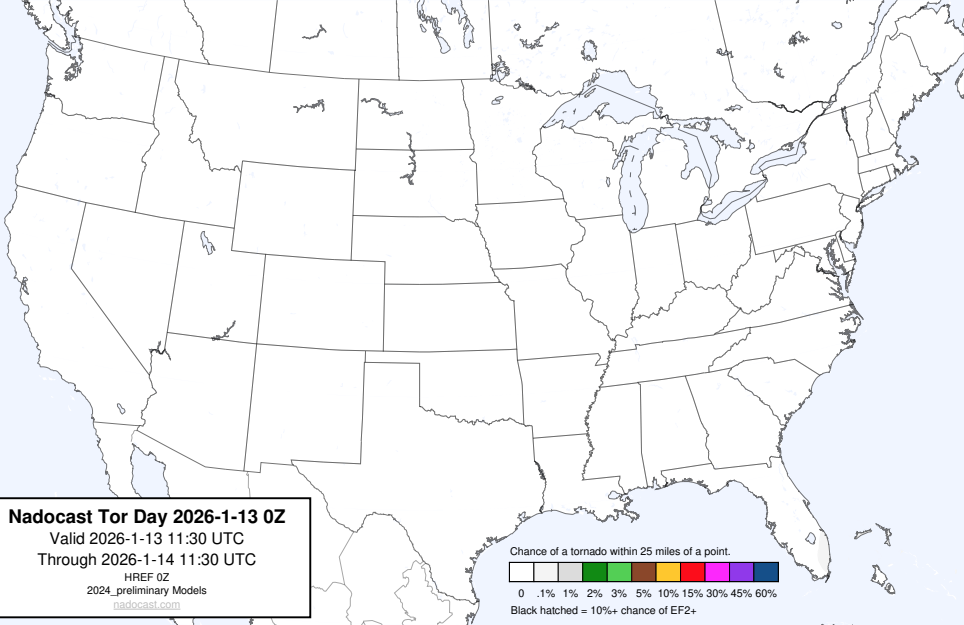 Nadocast Tor Day 2026-1-13 0Z
Valid 2026-1-13 11:30 UTC
Through 2026-1-14 11:30 UTC
HREF 0Z
2024_preliminary Models
nadocast.com
Chance of a tornado within 25 miles of a point.
0 .1% 1% 2% 3% 5% 10% 15% 30% 45% 60%
Black hatched = 10%+ chance of EF2+